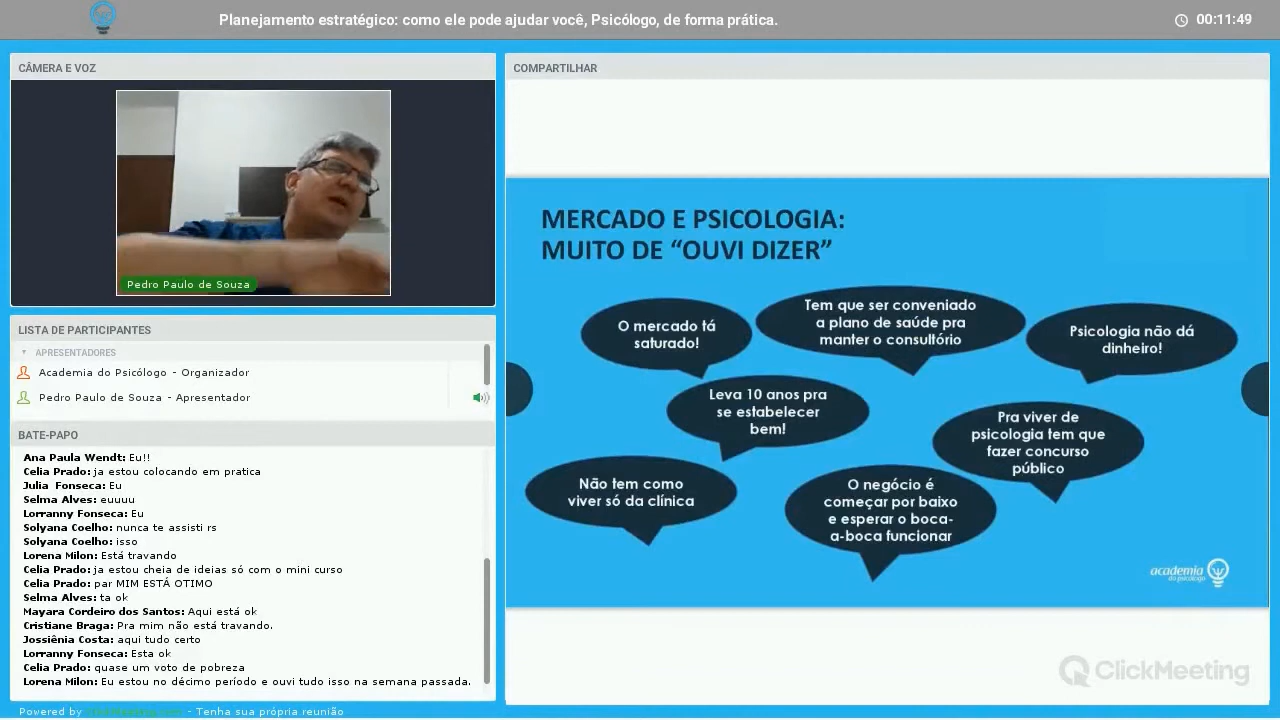 Planejamento estratégico: como ele pode ajudar você, Psicólogo, de forma prática.
00:11:49
CÂMERA E VOZ
Pedro Paulo de Souza
LISTA DE PARTICIPANTES
APRESENTADORES
Academia do Psicólogo - Organizador
Pedro Paulo de Souza - Apresentador
BATE-PAPO
Ana Paula Wendt: Eu!!
Celia Prado: ja estou colocando em pratica
Julia Fonseca: Eu
Selma Alves: euuuu
Lorranny Fonseca: Eu
Solyana Coelho: nunca te assisti rs
Solyana Coelho: isso
Lorena Milon: Está travando
Celia Prado: ja estou cheia de ideias só com o mini curso
Celia Prado: par MIM ESTÁ OTIMO
Selma Alves: ta ok
Mayara Cordeiro dos Santos: Aqui está ok
Cristiane Braga: Pra mim não está travando.
Jossiênia Costa: aqui tudo certo
Lorranny Fonseca: Esta ok
Celia Prado: quase um voto de pobreza
Lorena Milon: Eu estou no décimo período e ouvi tudo isso na semana passada.
Powered by ClickMeeting.com - Tenha sua própria reunião
COMPARTILHAR
MERCADO E PSICOLOGIA:
MUITO DE “OUVI DIZER”
O mercado tá
saturado!
Tem que ser conveniado
a plano de saúde pra
manter o consultório
Psicologia não dá
dinheiro!
Leva 10 anos pra
se estabelecer
bem!
Pra viver de
psicologia tem que
fazer concurso
público
Não tem como
viver só da clínica
O negócio é
começar por baixo
e esperar o boca-
a-boca funcionar
academia
do psicólogo
ClickMeeting